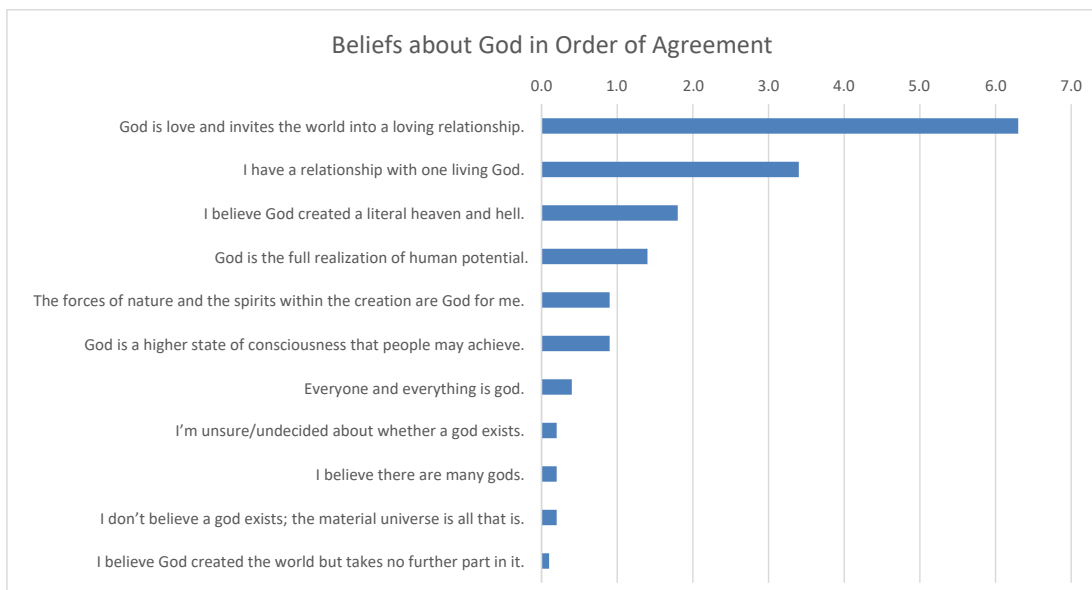 Beliefs about God in Order of Agreement
0.0 1.0 2.0 3.0 4.0 5.0 6.0 7.0
God is love and invites the world into a loving relationship.
I have a relationship with one living God.
I believe God created a literal heaven and hell.
God is the full realization of human potential.
The forces of nature and the spirits within the creation are God for me.
God is a higher state of consciousness that people may achieve.
Everyone and everything is god.
I’m unsure/undecided about whether a god exists.
I believe there are many gods.
I don’t believe a god exists; the material universe is all that is.
I believe God created the world but takes no further part in it.